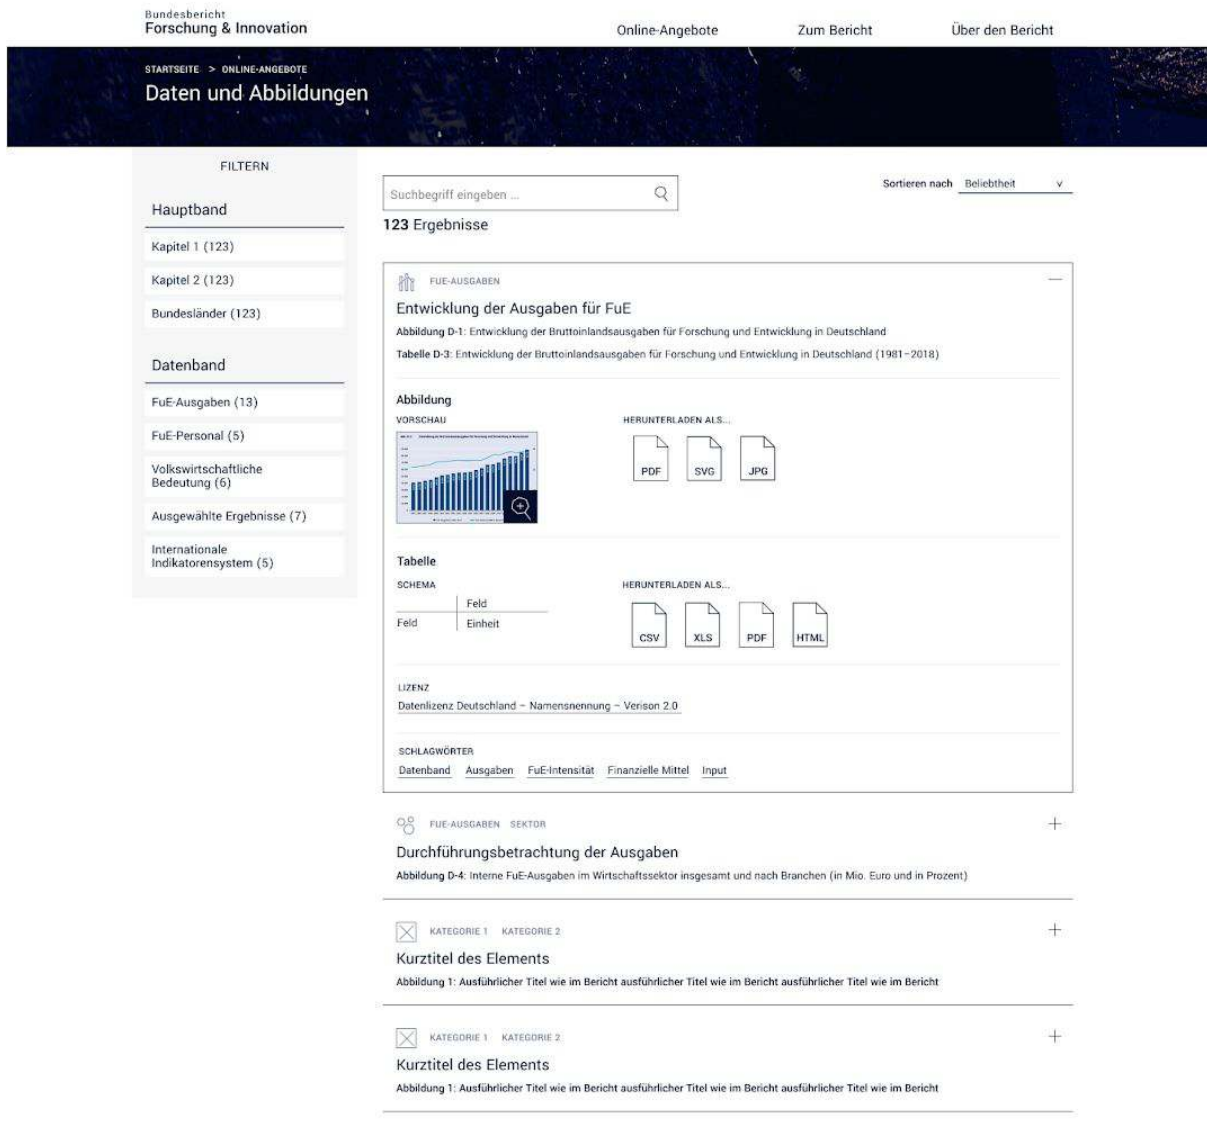 Bundesbericht
Forschung & Innovation
Online-Angebote
Zum Bericht
Über den Bericht
STARTSEITE > ONLINE-ANGEBOTE
Daten und Abbildungen
FILTERN
Hauptband
Kapitel 1 (123)
Kapitel 2 (123)
Bundesländer (123)
Datenband
FuE-Ausgaben (13)
FuE-Personal (5)
Volkswirtschaftliche
Bedeutung (6)
Ausgewählte Ergebnisse (7)
Internationale
Indikatorensystem (5)
Suchbegriff eingeben ...
Sortieren nach Beliebtheit
123 Ergebnisse
FUE-AUSGABEN
Entwicklung der Ausgaben für FuE
Abbildung D-1: Entwicklung der Bruttoinlandsausgaben für Forschung und Entwicklung in Deutschland
Tabelle D-3: Entwicklung der Bruttoinlandsausgaben für Forschung und Entwicklung in Deutschland (1981–2018)
Abbildung
VORSCHAU
HERUNTERLADEN ALS...
PDF SVG JPG
Tabelle
SCHEMA
HERUNTERLADEN ALS...
Feld
Feld Einheit
CSV XLS PDF HTML
LIZENZ
Datenlizenz Deutschland – Namensnennung – Verison 2.0
SCHLAGWÖRTER
Datenband Ausgaben FuE-Intensität Finanzielle Mittel Input
FUE-AUSGABEN SEKTOR
Durchführungsbetrachtung der Ausgaben
Abbildung D-4: Interne FuE-Ausgaben im Wirtschaftssektor insgesamt und nach Branchen (in Mio. Euro und in Prozent)
KATEGORIE 1 KATEGORIE 2
Kurztitel des Elements
Abbildung 1: Ausführlicher Titel wie im Bericht ausführlicher Titel wie im Bericht ausführlicher Titel wie im Bericht
KATEGORIE 1 KATEGORIE 2
Kurztitel des Elements
Abbildung 1: Ausführlicher Titel wie im Bericht ausführlicher Titel wie im Bericht ausführlicher Titel wie im Bericht